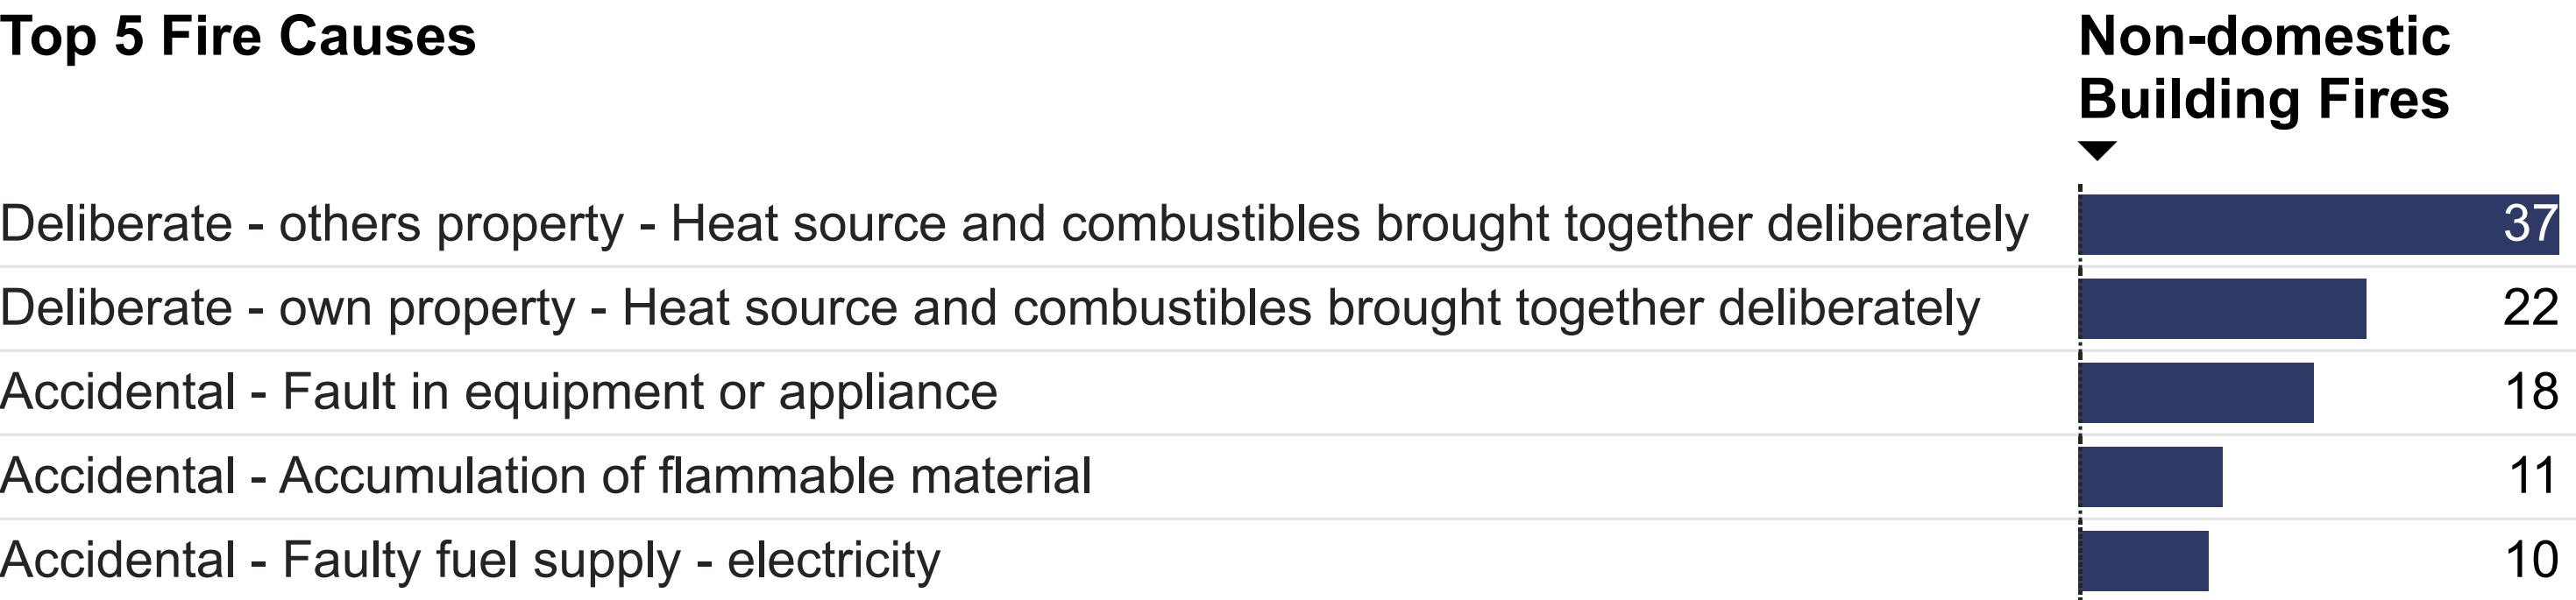 Top 5 Fire Causes
Non-domestic
Building Fires
Deliberate - others property - Heat source and combustibles brought together deliberately 37
Deliberate - own property - Heat source and combustibles brought together deliberately 22
Accidental - Fault in equipment or appliance 18
Accidental - Accumulation of flammable material 11
Accidental - Faulty fuel supply - electricity 10